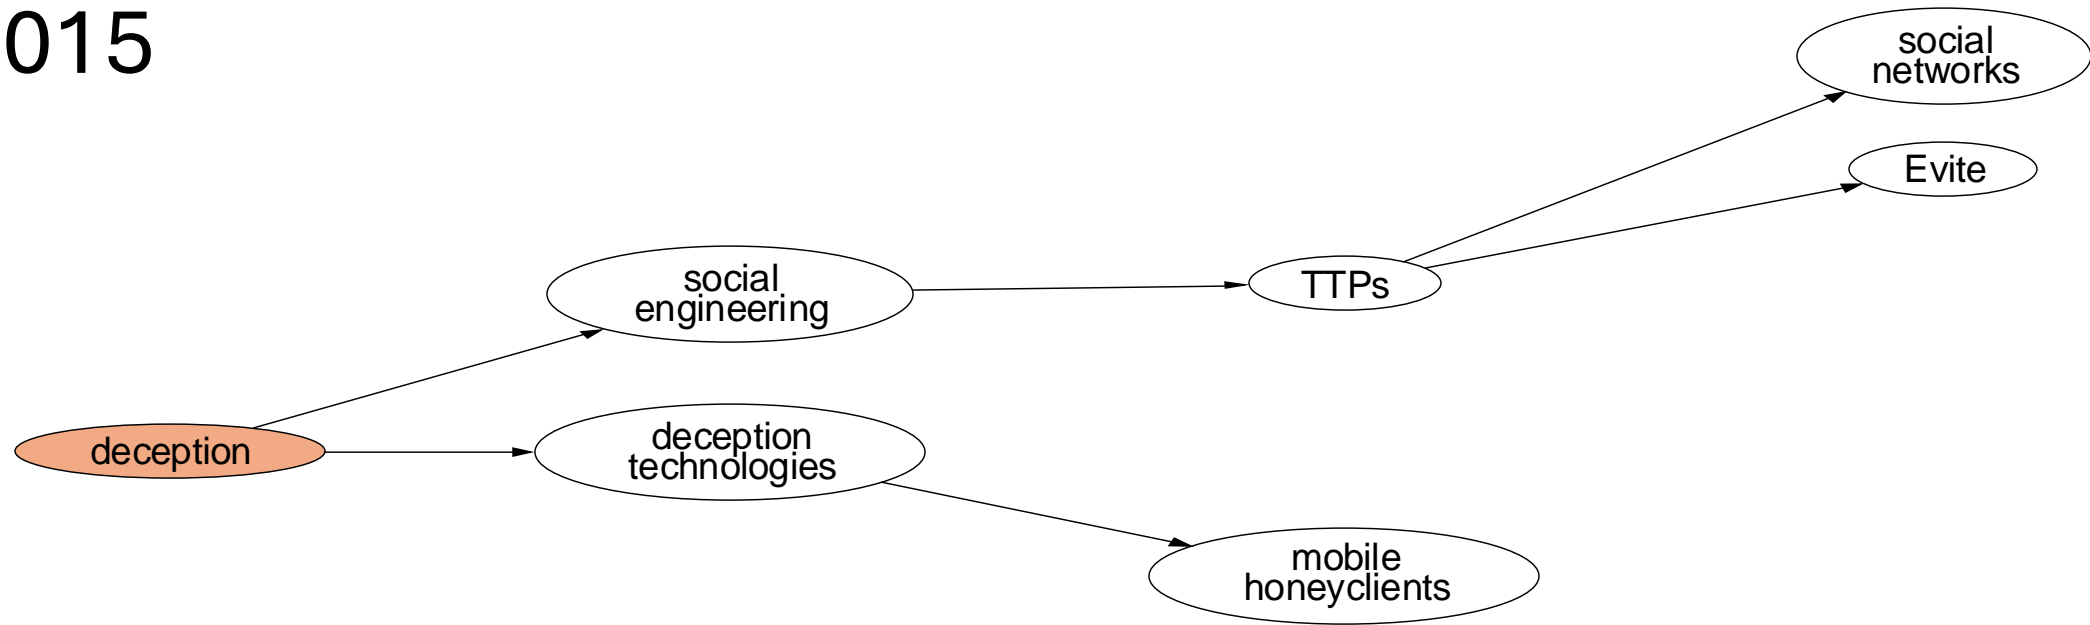 015
social
networks
Evite
social
engineering
TTPs
deception
deception
technologies
mobile
honeyclients